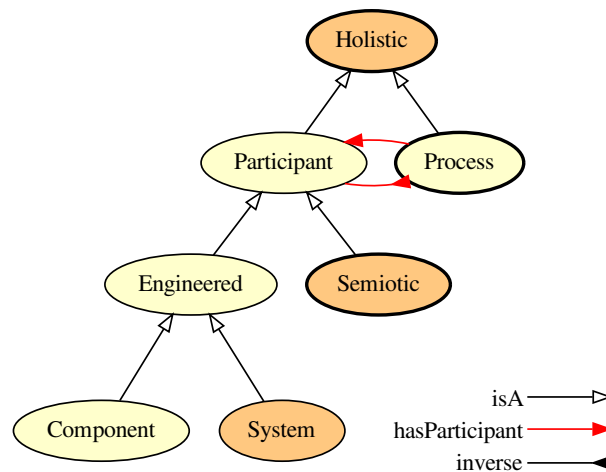 Holistic
Participant
Process
Engineered
Semiotic
Component
System
isA
hasParticipant
inverse